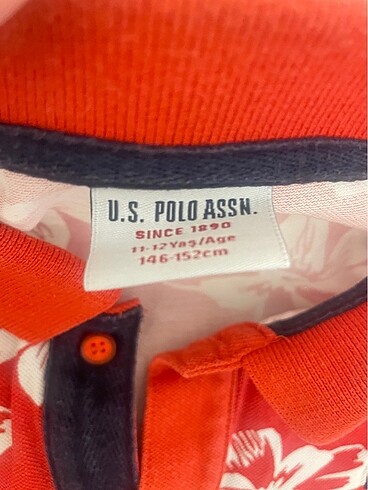 U.S. POLO ASSN.
SINCE 1890
11-12 Yaş/Age
146-152cm